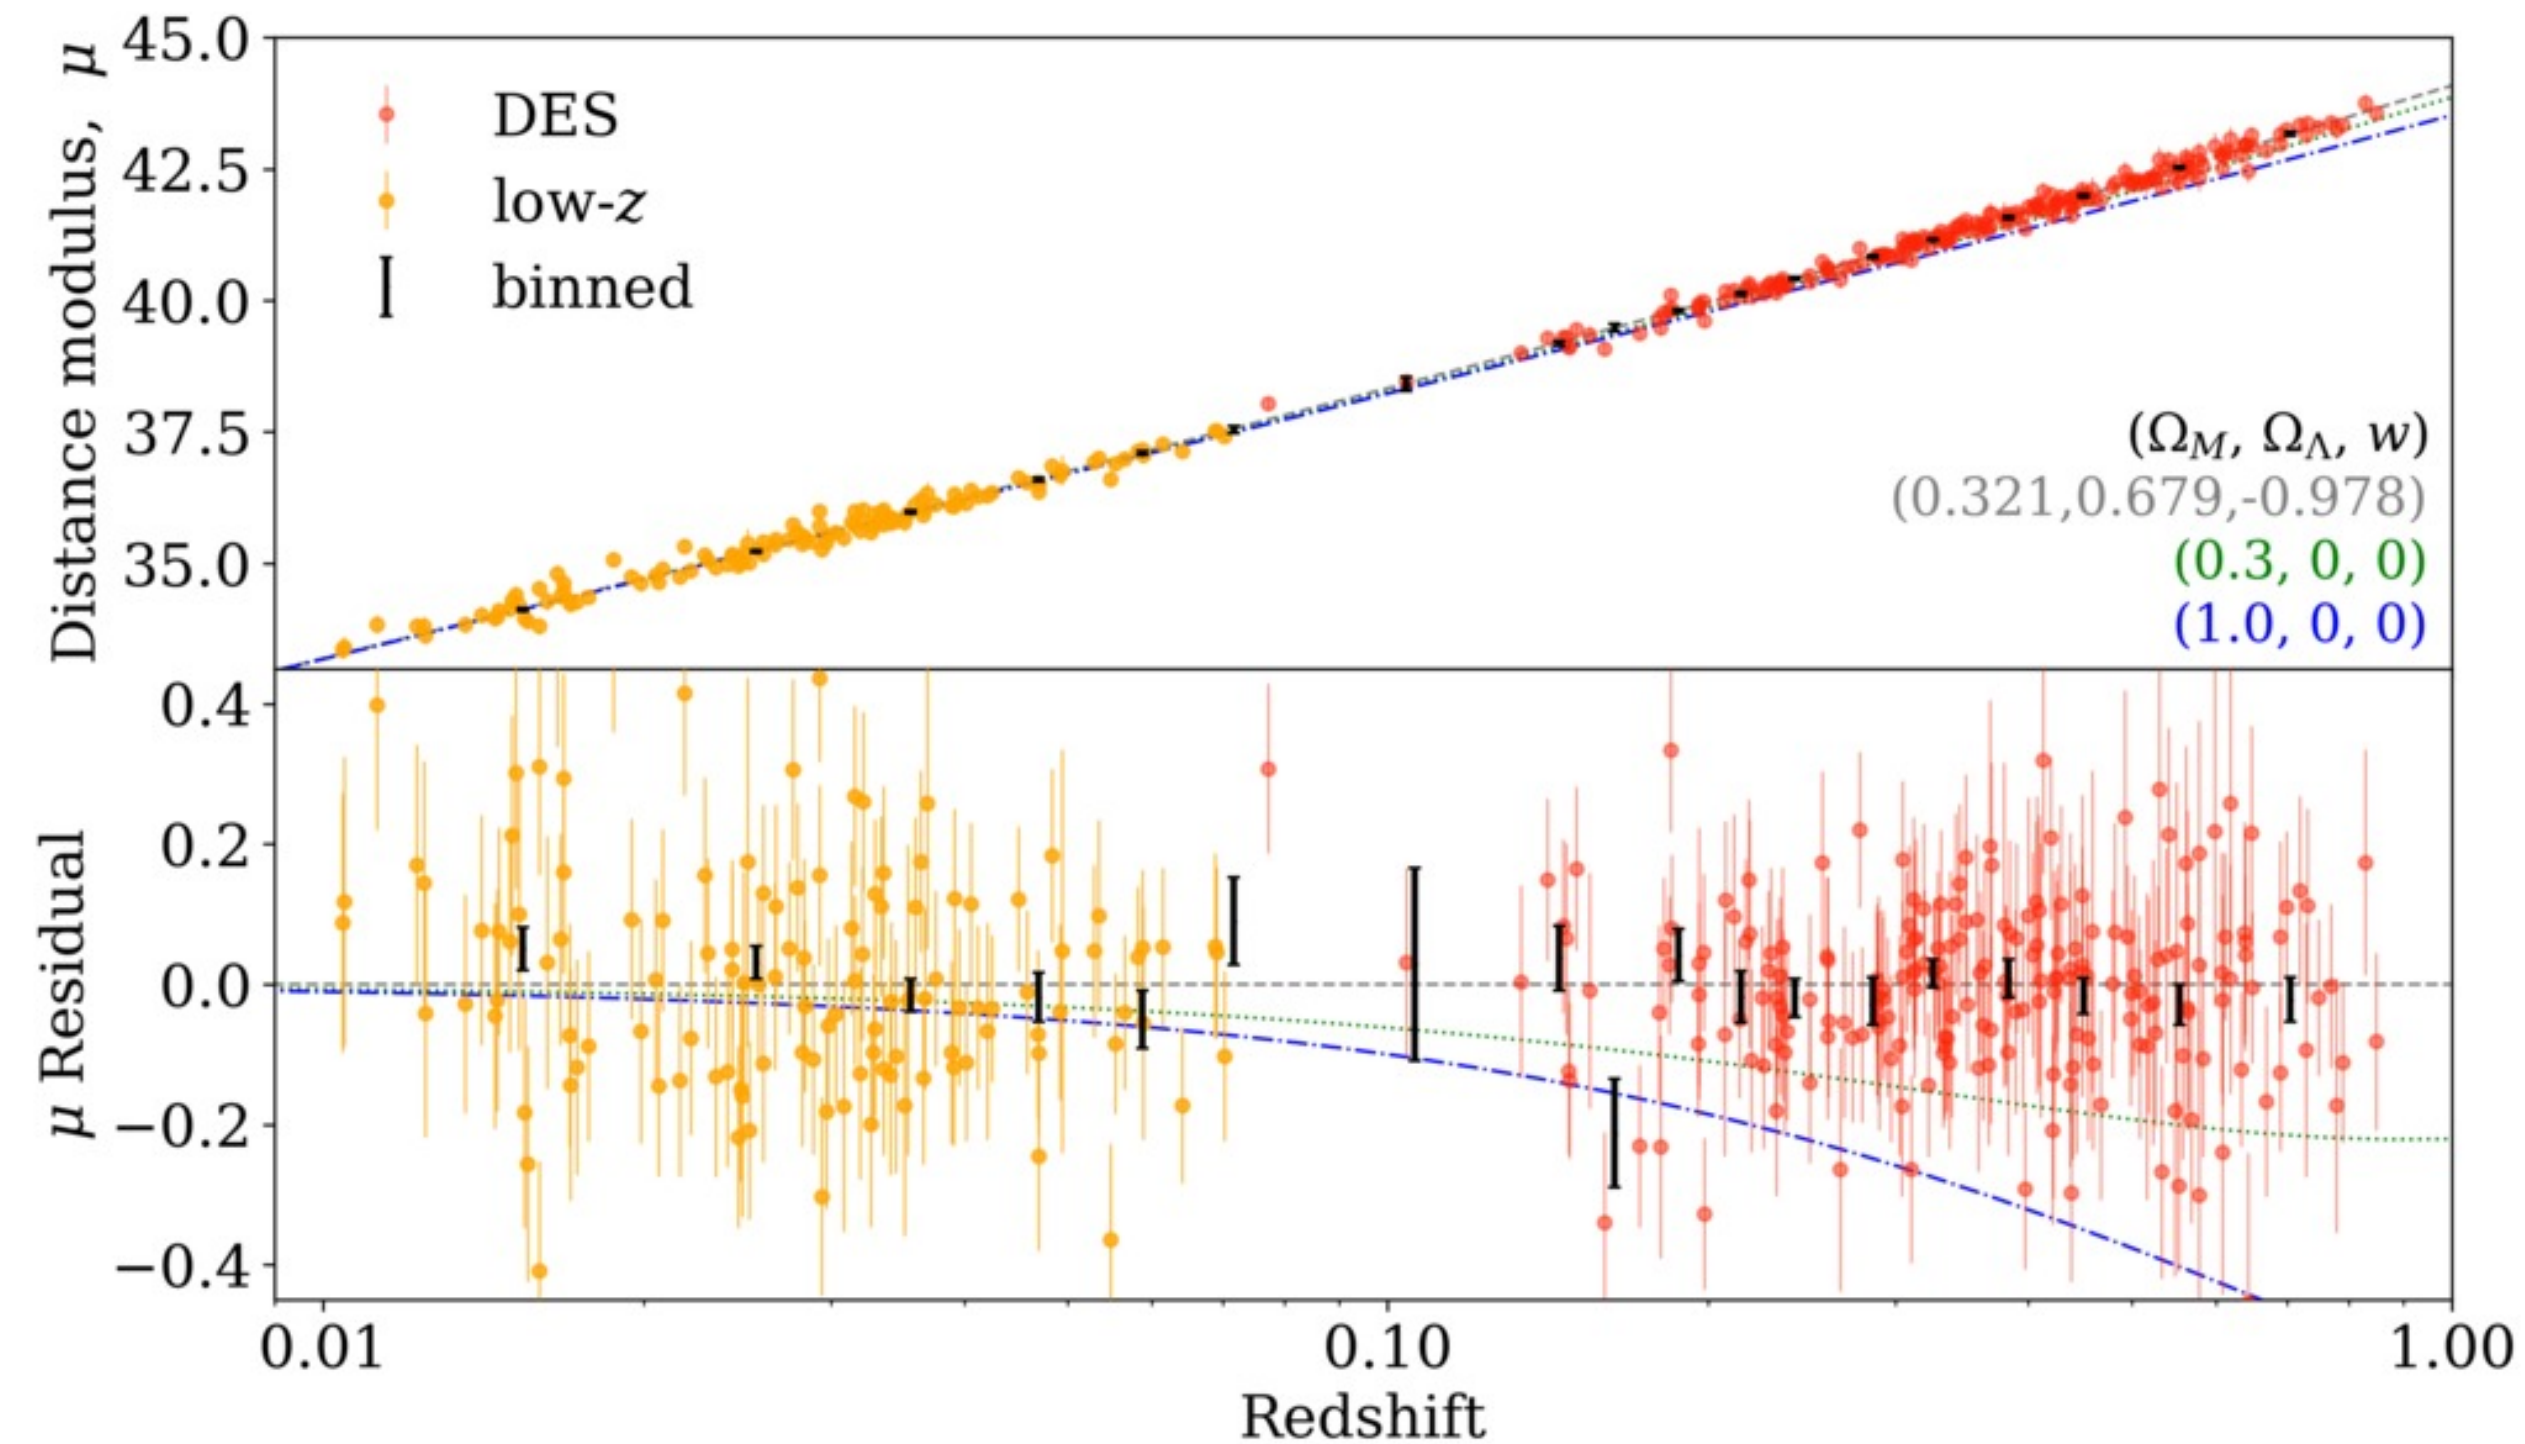 Distance modulus, μ
45.0
42.5
40.0
37.5
35.0
DES
low-z
binned
(Ω_M, Ω_Λ, w)
(0.321,0.679,-0.978)
(0.3, 0, 0)
(1.0, 0, 0)
μ Residual
0.4
0.2
0.0
−0.2
−0.4
0.01 0.10 1.00
Redshift